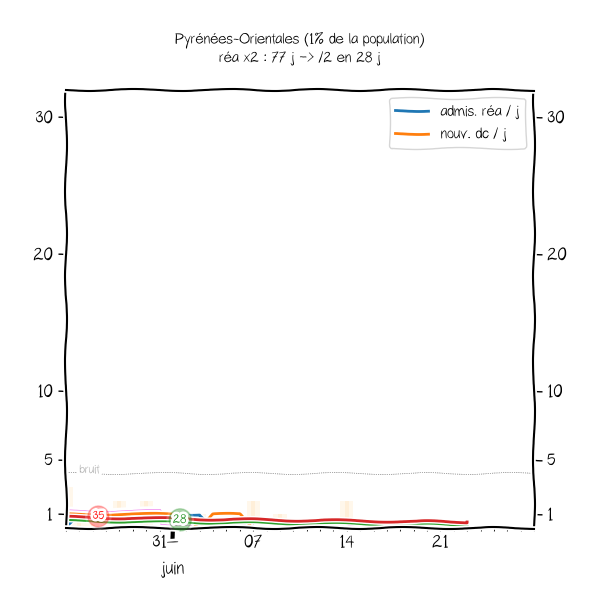 Pyrénées-Orientales (1% de la population)
réa x2 : 77 j -> /2 en 28 j
admis. réa / j
nouv. dc / j
30 30
20 20
10 10
5 5
bruit
1 35 28 1
31 07 14 21
juin